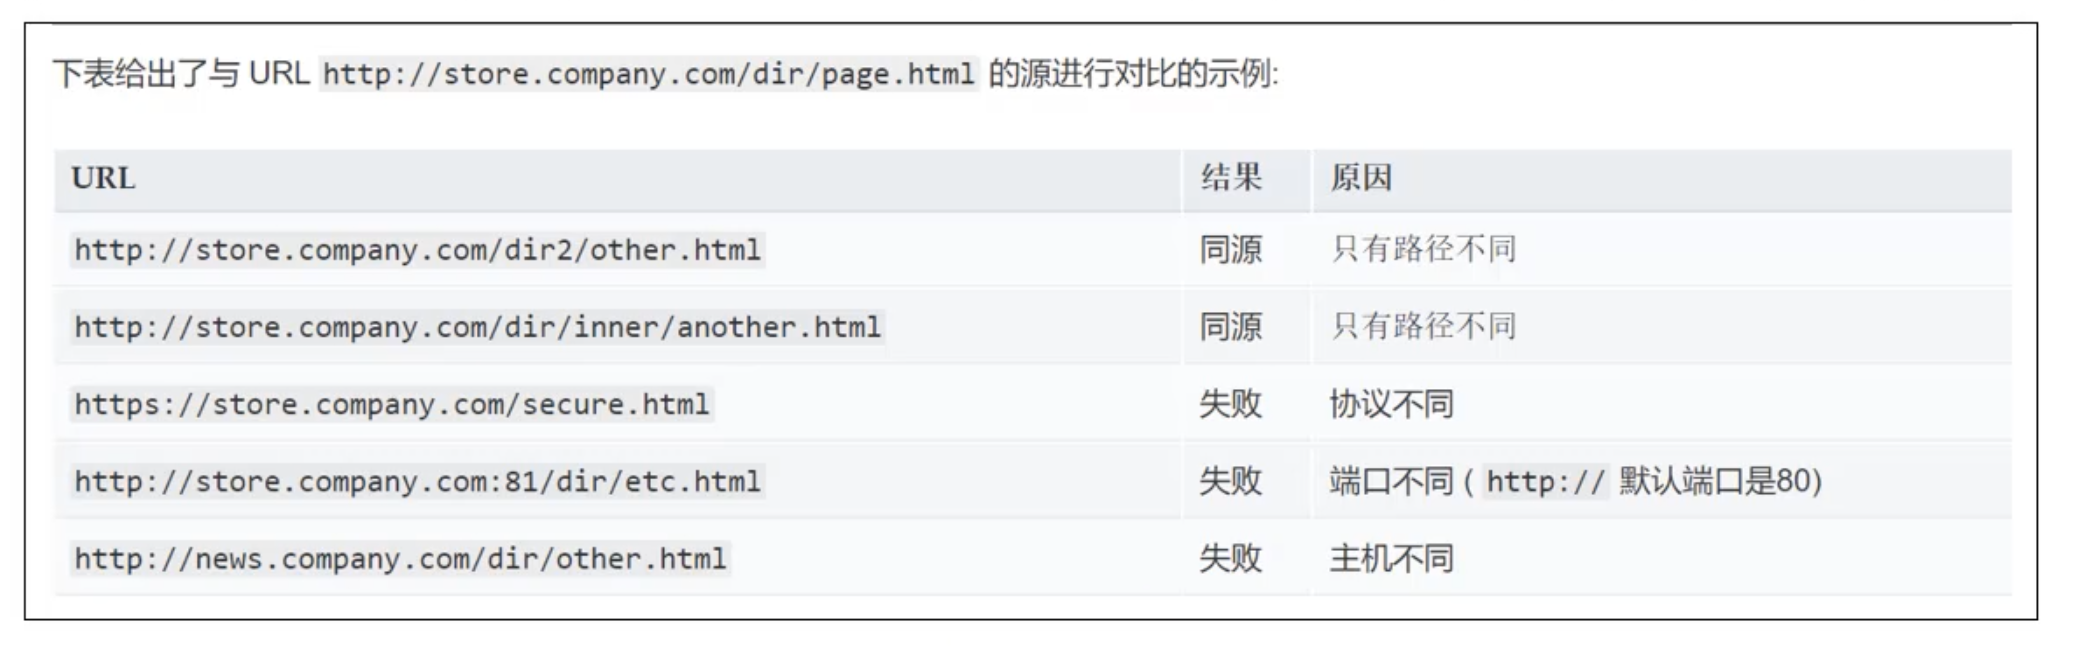 下表给出了与 URL http://store.company.com/dir/page.html 的源进行对比的示例:
URL 结果 原因
http://store.company.com/dir2/other.html 同源 只有路径不同
http://store.company.com/dir/inner/another.html 同源 只有路径不同
https://store.company.com/secure.html 失败 协议不同
http://store.company.com:81/dir/etc.html 失败 端口不同 ( http:// 默认端口是80)
http://news.company.com/dir/other.html 失败 主机不同